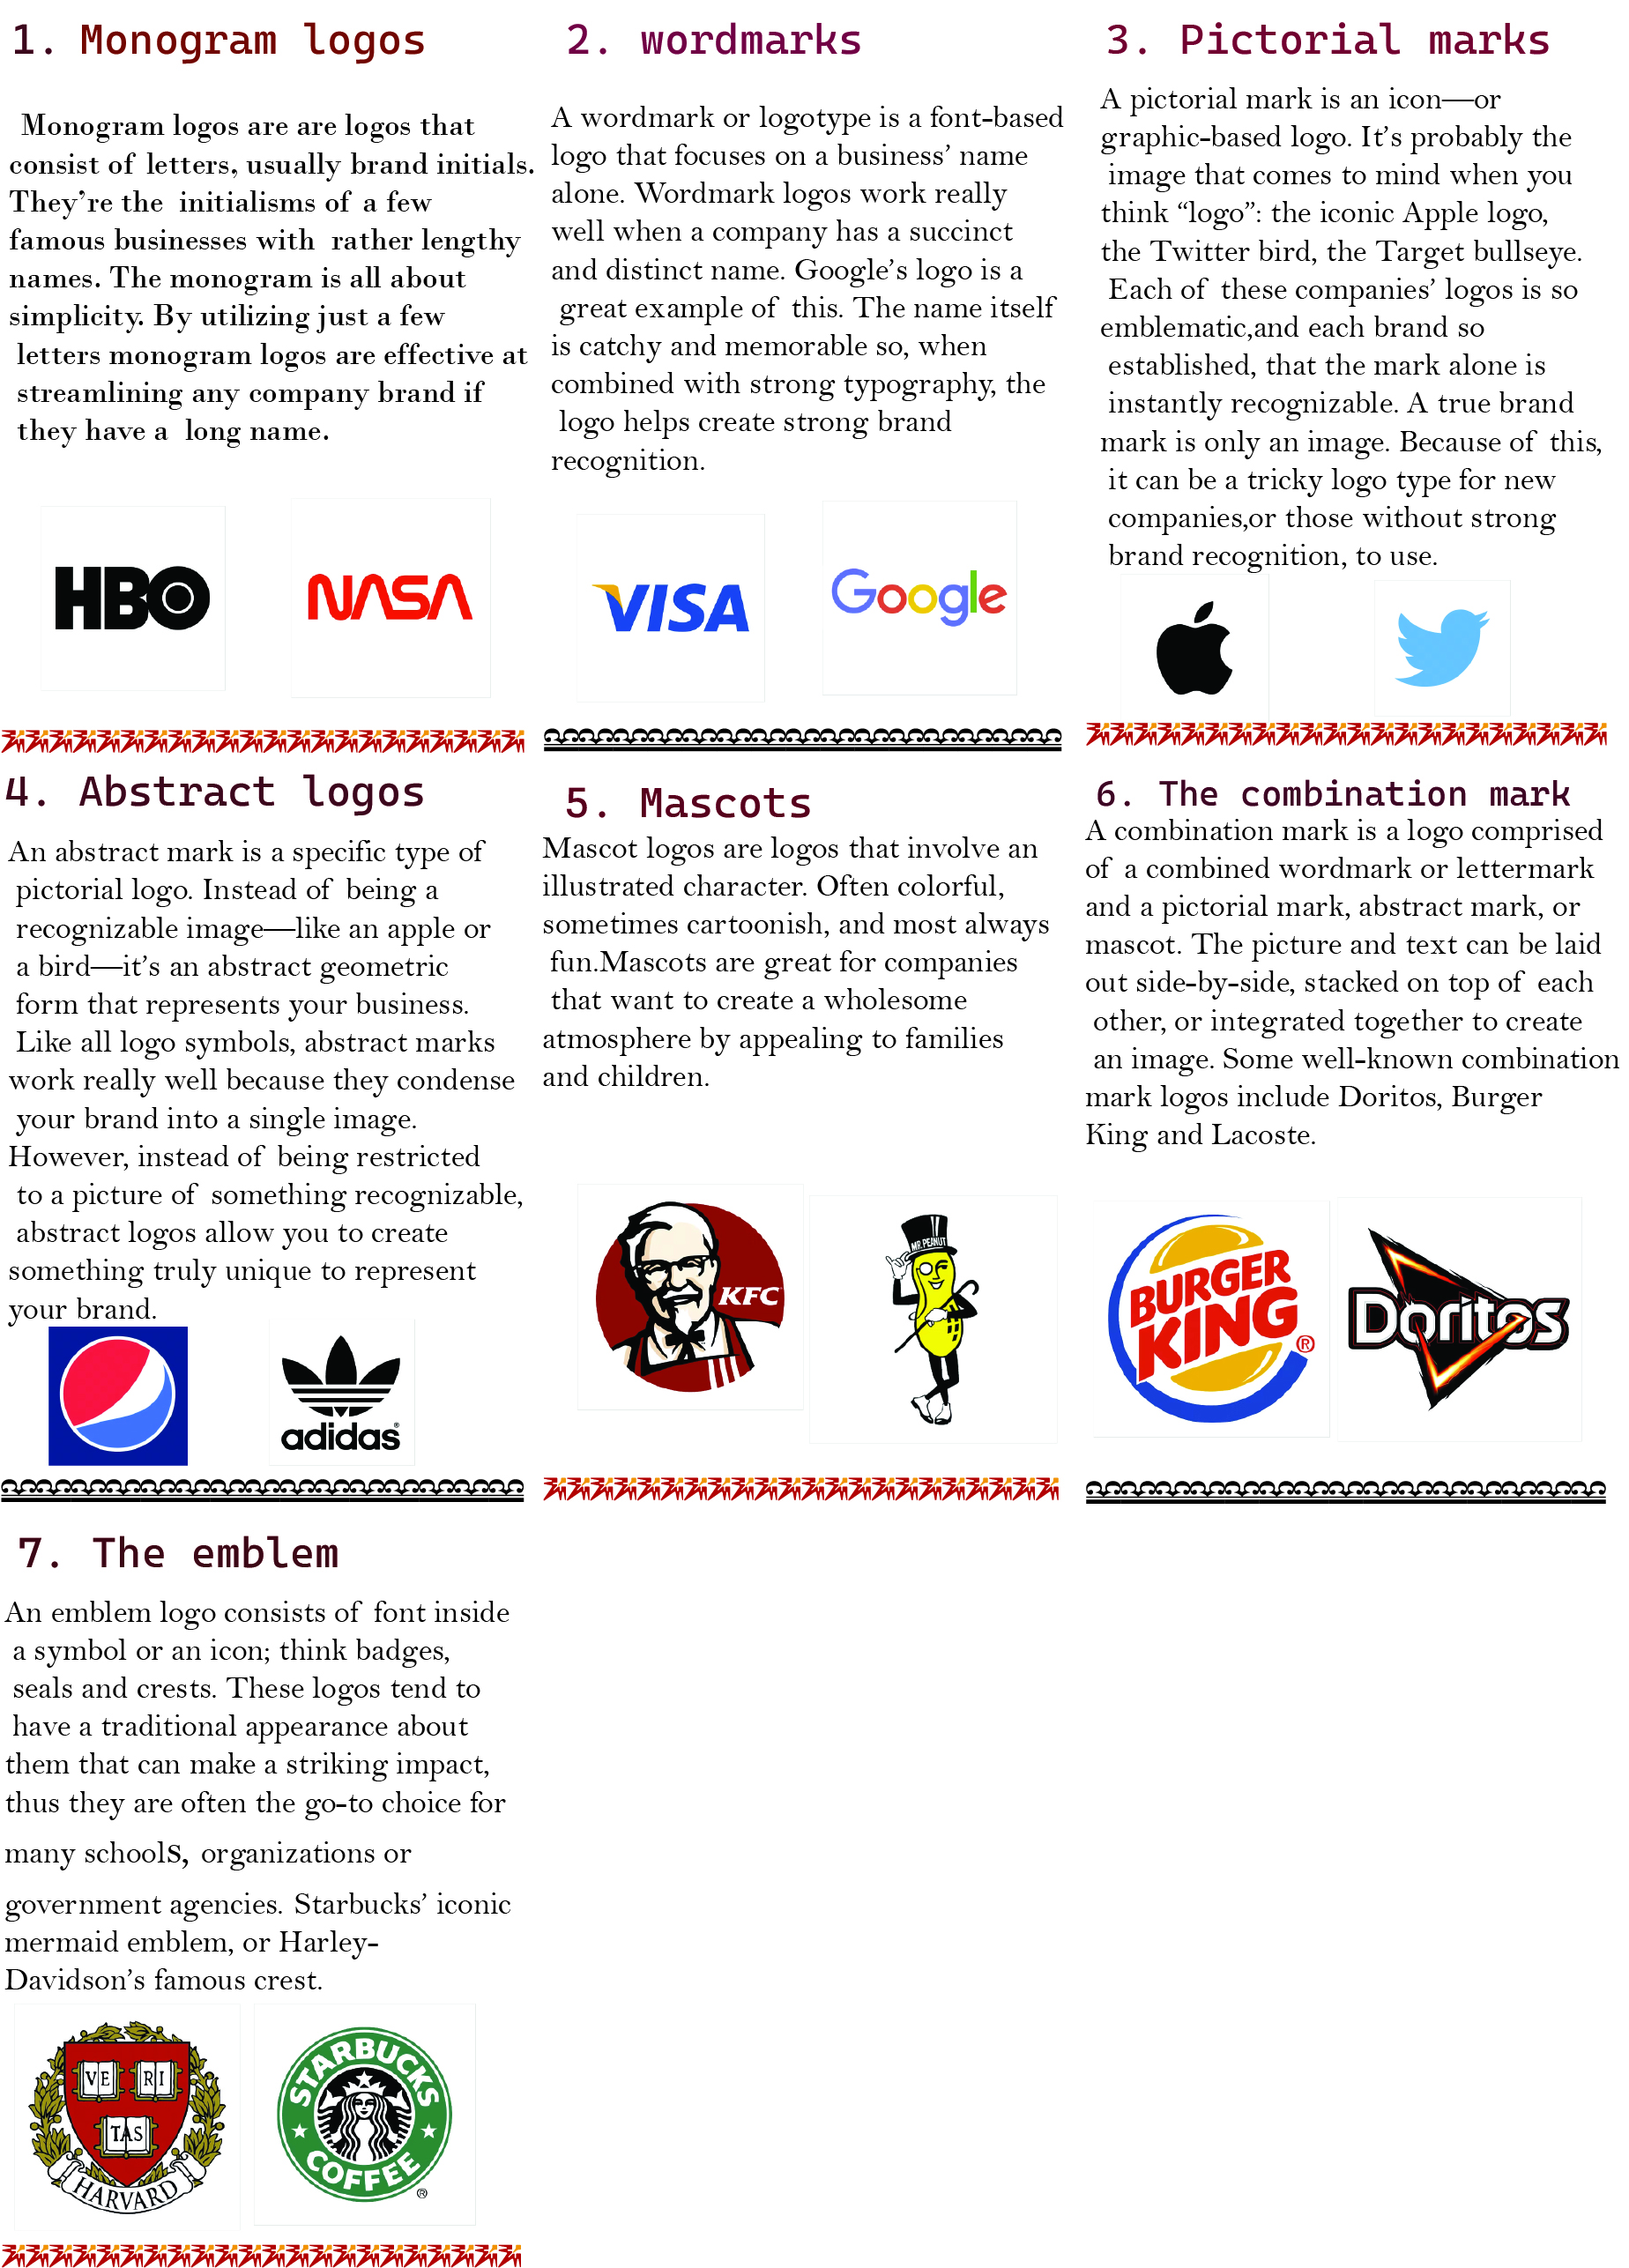 1. Monogram logos
Monogram logos are are logos that
consist of letters, usually brand initials.
They’re the initialisms of a few
famous businesses with rather lengthy
names. The monogram is all about
simplicity. By utilizing just a few
letters monogram logos are effective at
streamlining any company brand if
they have a long name.
HBO
NASA
2. wordmarks
A wordmark or logotype is a font-based
logo that focuses on a business’ name
alone. Wordmark logos work really
well when a company has a succinct
and distinct name. Google’s logo is a
great example of this. The name itself
is catchy and memorable so, when
combined with strong typography, the
logo helps create strong brand
recognition.
VISA
Google
3. Pictorial marks
A pictorial mark is an icon—or
graphic-based logo. It’s probably the
image that comes to mind when you
think “logo”: the iconic Apple logo,
the Twitter bird, the Target bullseye.
Each of these companies’ logos is so
emblematic,and each brand so
established, that the mark alone is
instantly recognizable. A true brand
mark is only an image. Because of this,
it can be a tricky logo type for new
companies,or those without strong
brand recognition, to use.
4. Abstract logos
An abstract mark is a specific type of
pictorial logo. Instead of being a
recognizable image—like an apple or
a bird—it’s an abstract geometric
form that represents your business.
Like all logo symbols, abstract marks
work really well because they condense
your brand into a single image.
However, instead of being restricted
to a picture of something recognizable,
abstract logos allow you to create
something truly unique to represent
your brand.
adidas®
5. Mascots
Mascot logos are logos that involve an
illustrated character. Often colorful,
sometimes cartoonish, and most always
fun.Mascots are great for companies
that want to create a wholesome
atmosphere by appealing to families
and children.
KFC
MR. PEANUT
6. The combination mark
A combination mark is a logo comprised
of a combined wordmark or lettermark
and a pictorial mark, abstract mark, or
mascot. The picture and text can be laid
out side-by-side, stacked on top of each
other, or integrated together to create
an image. Some well-known combination
mark logos include Doritos, Burger
King and Lacoste.
BURGER
KING®
Doritos
7. The emblem
An emblem logo consists of font inside
a symbol or an icon; think badges,
seals and crests. These logos tend to
have a traditional appearance about
them that can make a striking impact,
thus they are often the go-to choice for
many schools, organizations or
government agencies. Starbucks’ iconic
mermaid emblem, or Harley-
Davidson’s famous crest.
VE RI
TAS
HARVARD
STARBUCKS
COFFEE
®